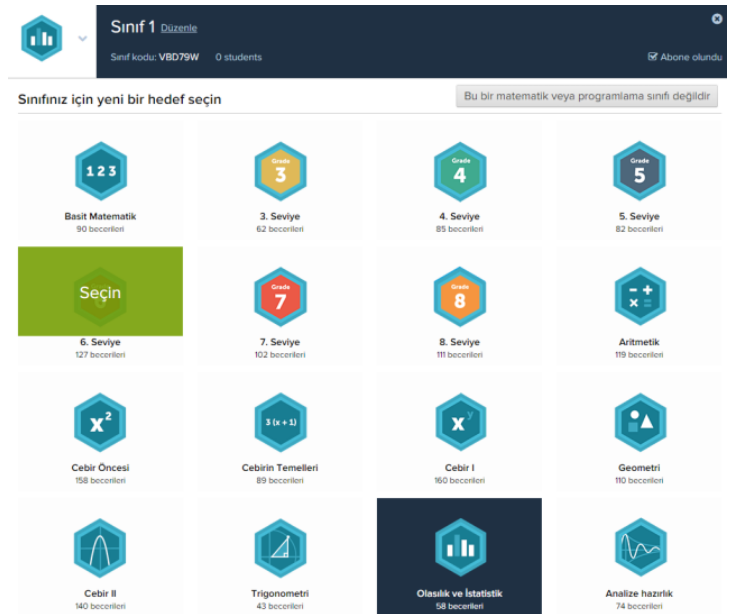 Sınıf 1 Düzenle
Sınıf kodu: VBD79W 0 students Abone olundu
Sınıfınız için yeni bir hedef seçin Bu bir matematik veya programlama sınıfı değildir
1 2 3 Grade 3 Grade 4 Grade 5
Basit Matematik 3. Seviye 4. Seviye 5. Seviye
90 becerileri 62 becerileri 85 becerileri 82 becerileri
Seçin Grade 7 Grade 8 - + × =
6. Seviye 7. Seviye 8. Seviye Aritmetik
127 becerileri 102 becerileri 111 becerileri 119 becerileri
x² 3 (x + 1) xʸ
Cebir Öncesi Cebirin Temelleri Cebir I Geometri
158 becerileri 89 becerileri 160 becerileri 110 becerileri
Cebir II Trigonometri Olasılık ve İstatistik Analize hazırlık
140 becerileri 43 becerileri 58 becerileri 74 becerileri